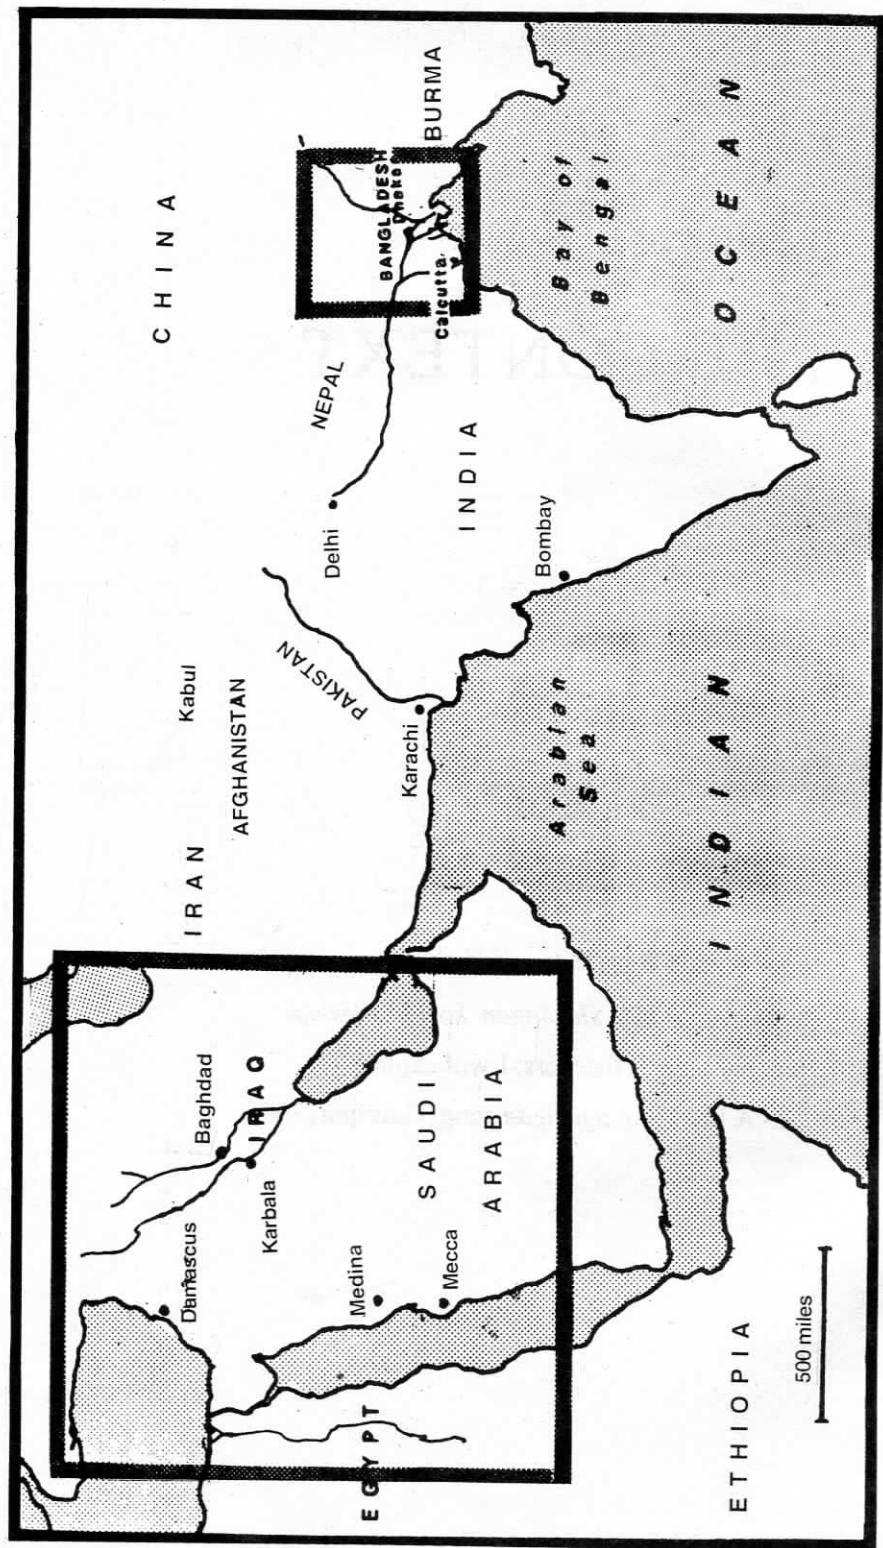 CHINA
BURMA
BANGLADESH
Dhaka
Calcutta
NEPAL
Delhi
INDIA
Bombay
Bay of
Bengal
Kabul
AFGHANISTAN
PAKISTAN
Karachi
IRAN
Arabian
Sea
INDIAN OCEAN
Baghdad
IRAQ
Karbala
Damascus
SAUDI
ARABIA
Medina
Mecca
EGYPT
ETHIOPIA
500 miles